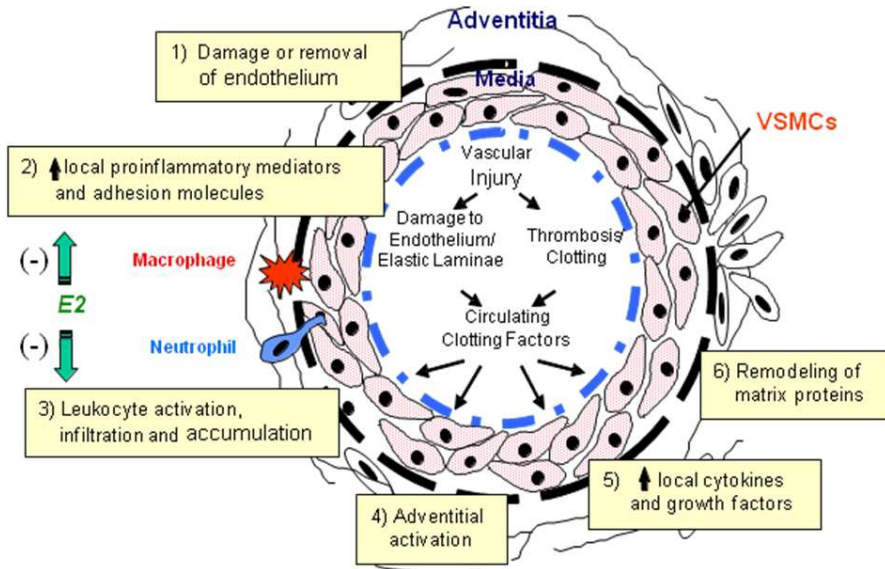 Adventitia
1) Damage or removal
of endothelium
Media
VSMCs
2) ↑ local proinflammatory mediators
and adhesion molecules
Vascular
Injury
Damage to
Endothelium/
Elastic Laminae
Thrombosis/
Clotting
(-)
Macrophage
E2
Circulating
Clotting Factors
(-)
Neutrophil
3) Leukocyte activation,
infiltration and accumulation
6) Remodeling of
matrix proteins
5) ↑ local cytokines
and growth factors
4) Adventitial
activation